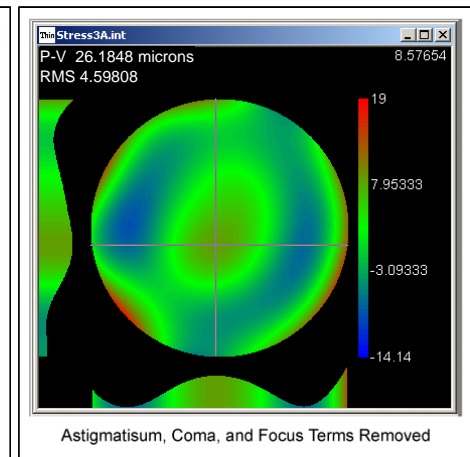 Thin Stress3A.int
P-V 26.1848 microns 8.57654
RMS 4.59808
19
7.95333
-3.09333
-14.14
Astigmatisum, Coma, and Focus Terms Removed